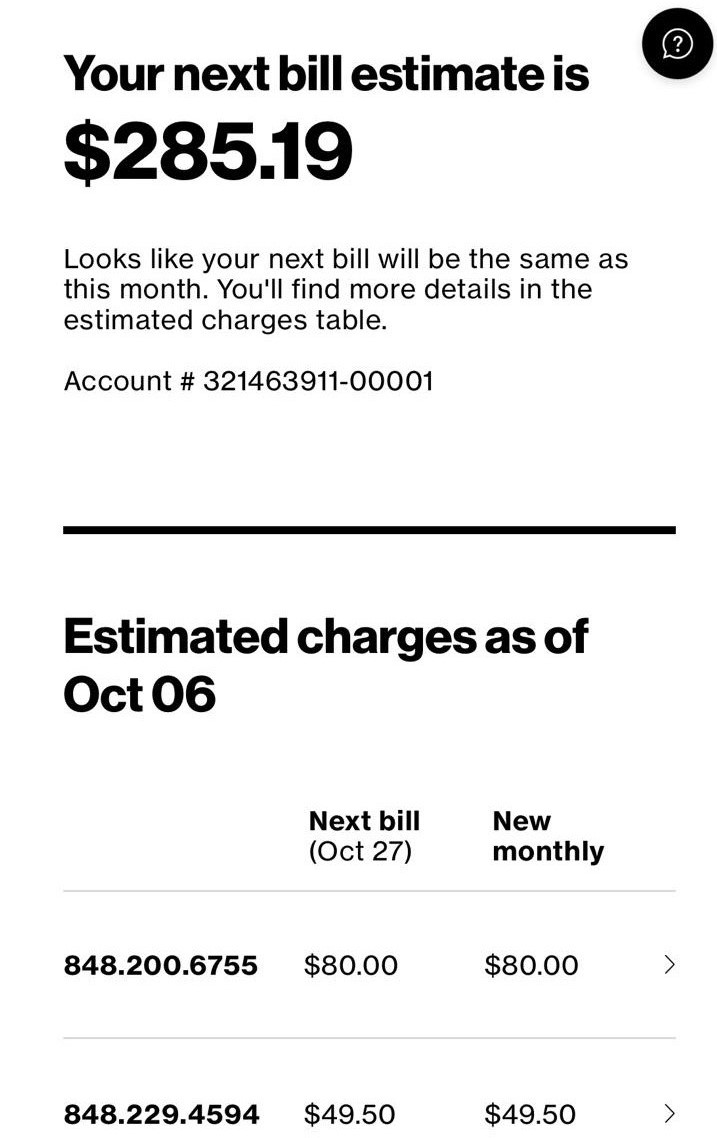 Your next bill estimate is
$285.19
Looks like your next bill will be the same as
this month. You'll find more details in the
estimated charges table.
Account # 321463911-00001
Estimated charges as of
Oct 06
Next bill New
(Oct 27) monthly
848.200.6755 $80.00 $80.00
848.229.4594 $49.50 $49.50